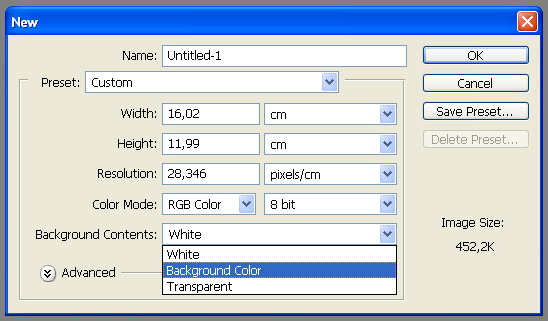 New
Name: Untitled-1
OK
Preset: Custom
Cancel
Width: 16,02 cm
Save Preset...
Height: 11,99 cm
Delete Preset...
Resolution: 28,346 pixels/cm
Color Mode: RGB Color 8 bit
Image Size:
Background Contents: White
452,2K
White
Background Color
Advanced
Transparent